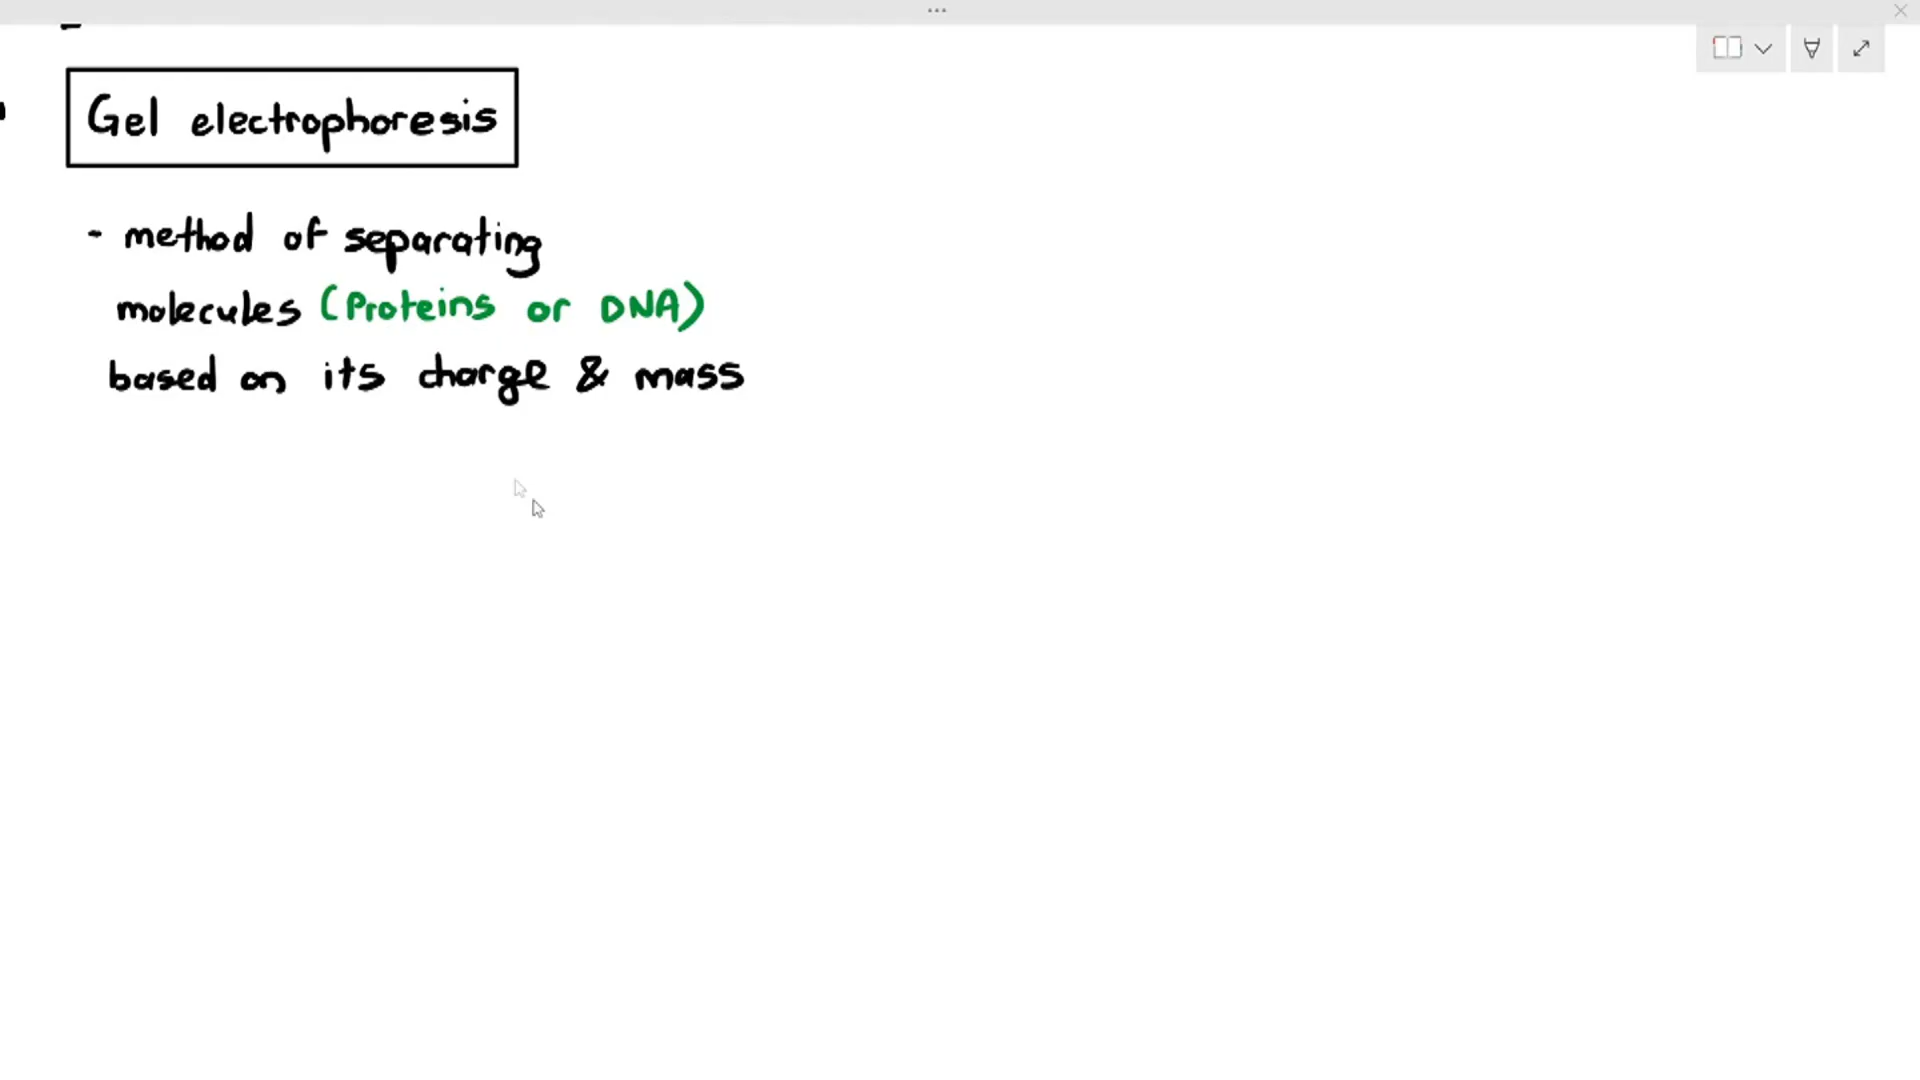 Gel electrophoresis
- method of separating
molecules (Proteins or DNA)
based on its charge & mass